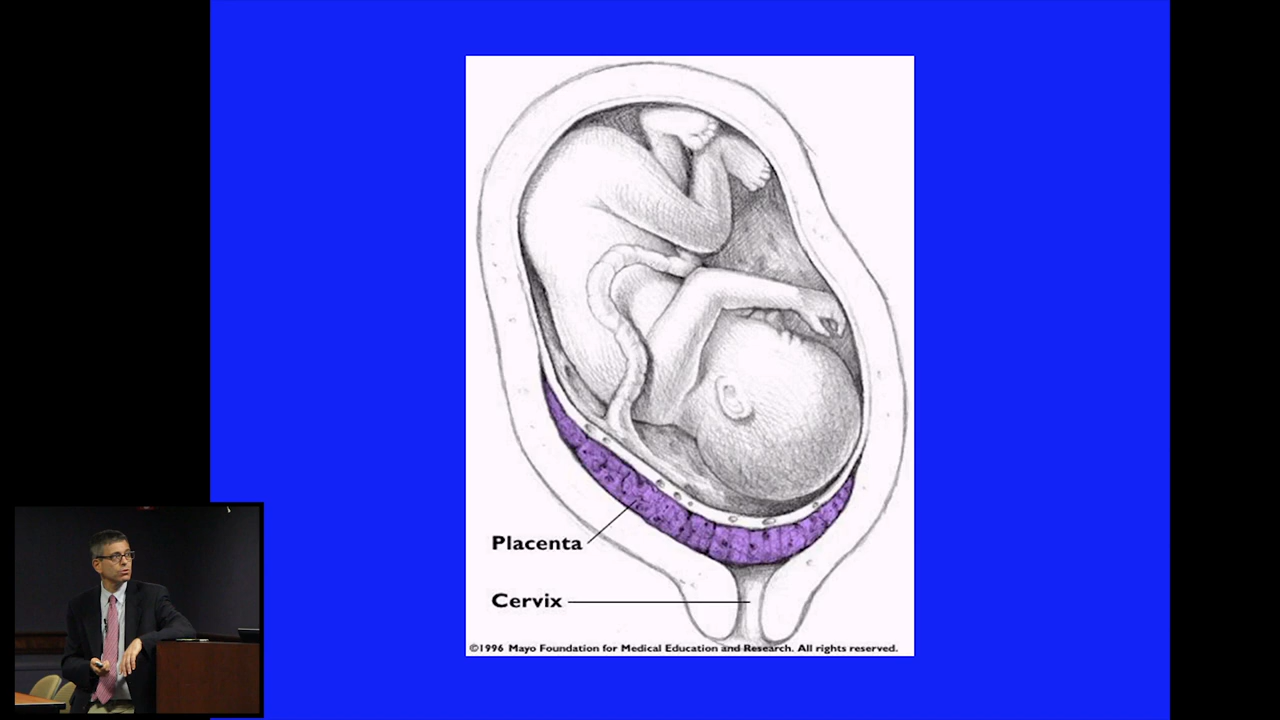 Placenta
Cervix
©1996 Mayo Foundation for Medical Education and Research. All rights reserved.